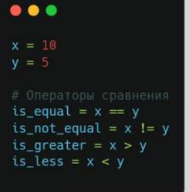 x = 10
y = 5
# Операторы сравнения
is_equal = x == y
is_not_equal = x != y
is_greater = x > y
is_less = x < y